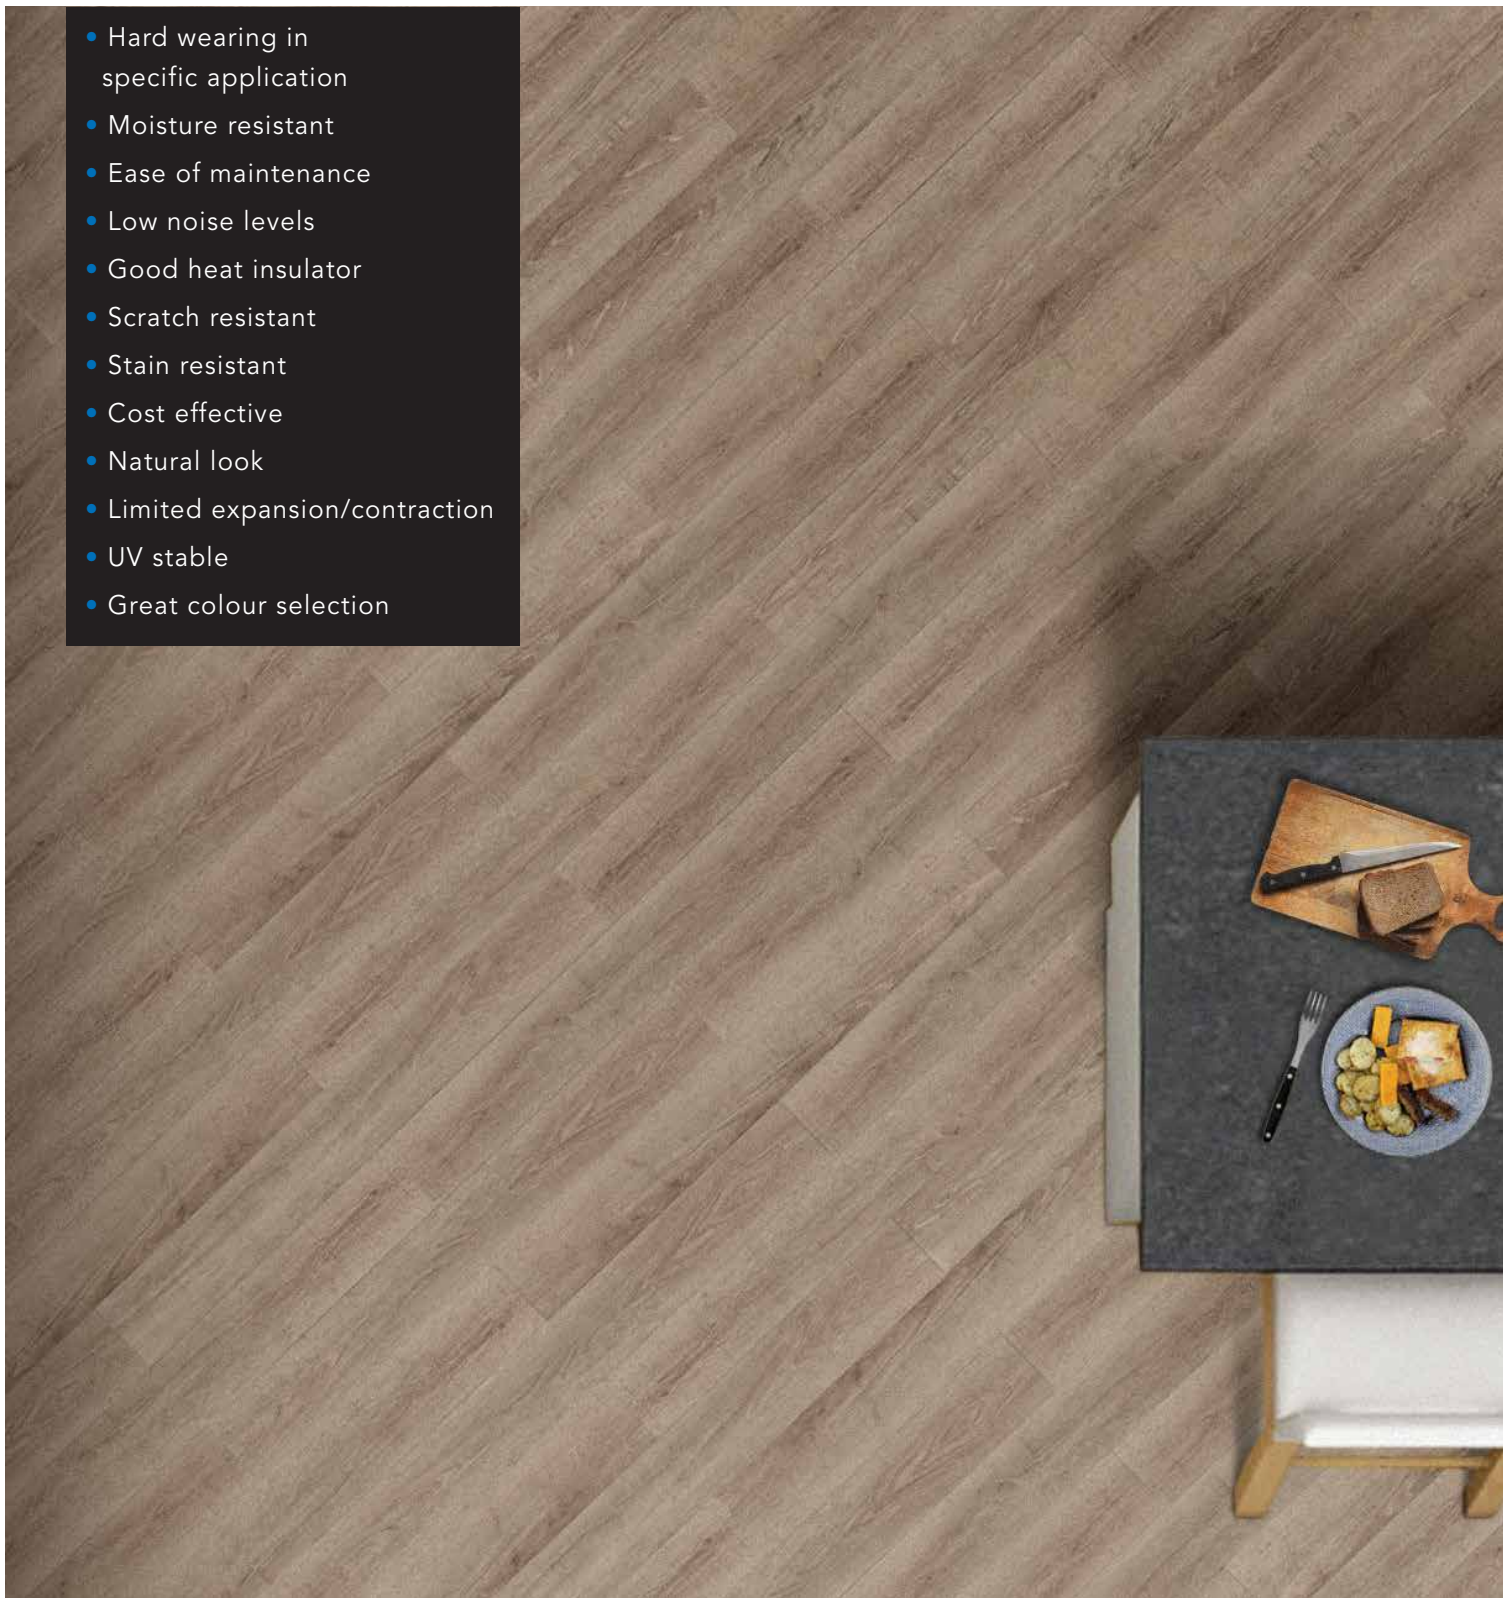 • Hard wearing in
specific application
• Moisture resistant
• Ease of maintenance
• Low noise levels
• Good heat insulator
• Scratch resistant
• Stain resistant
• Cost effective
• Natural look
• Limited expansion/contraction
• UV stable
• Great colour selection